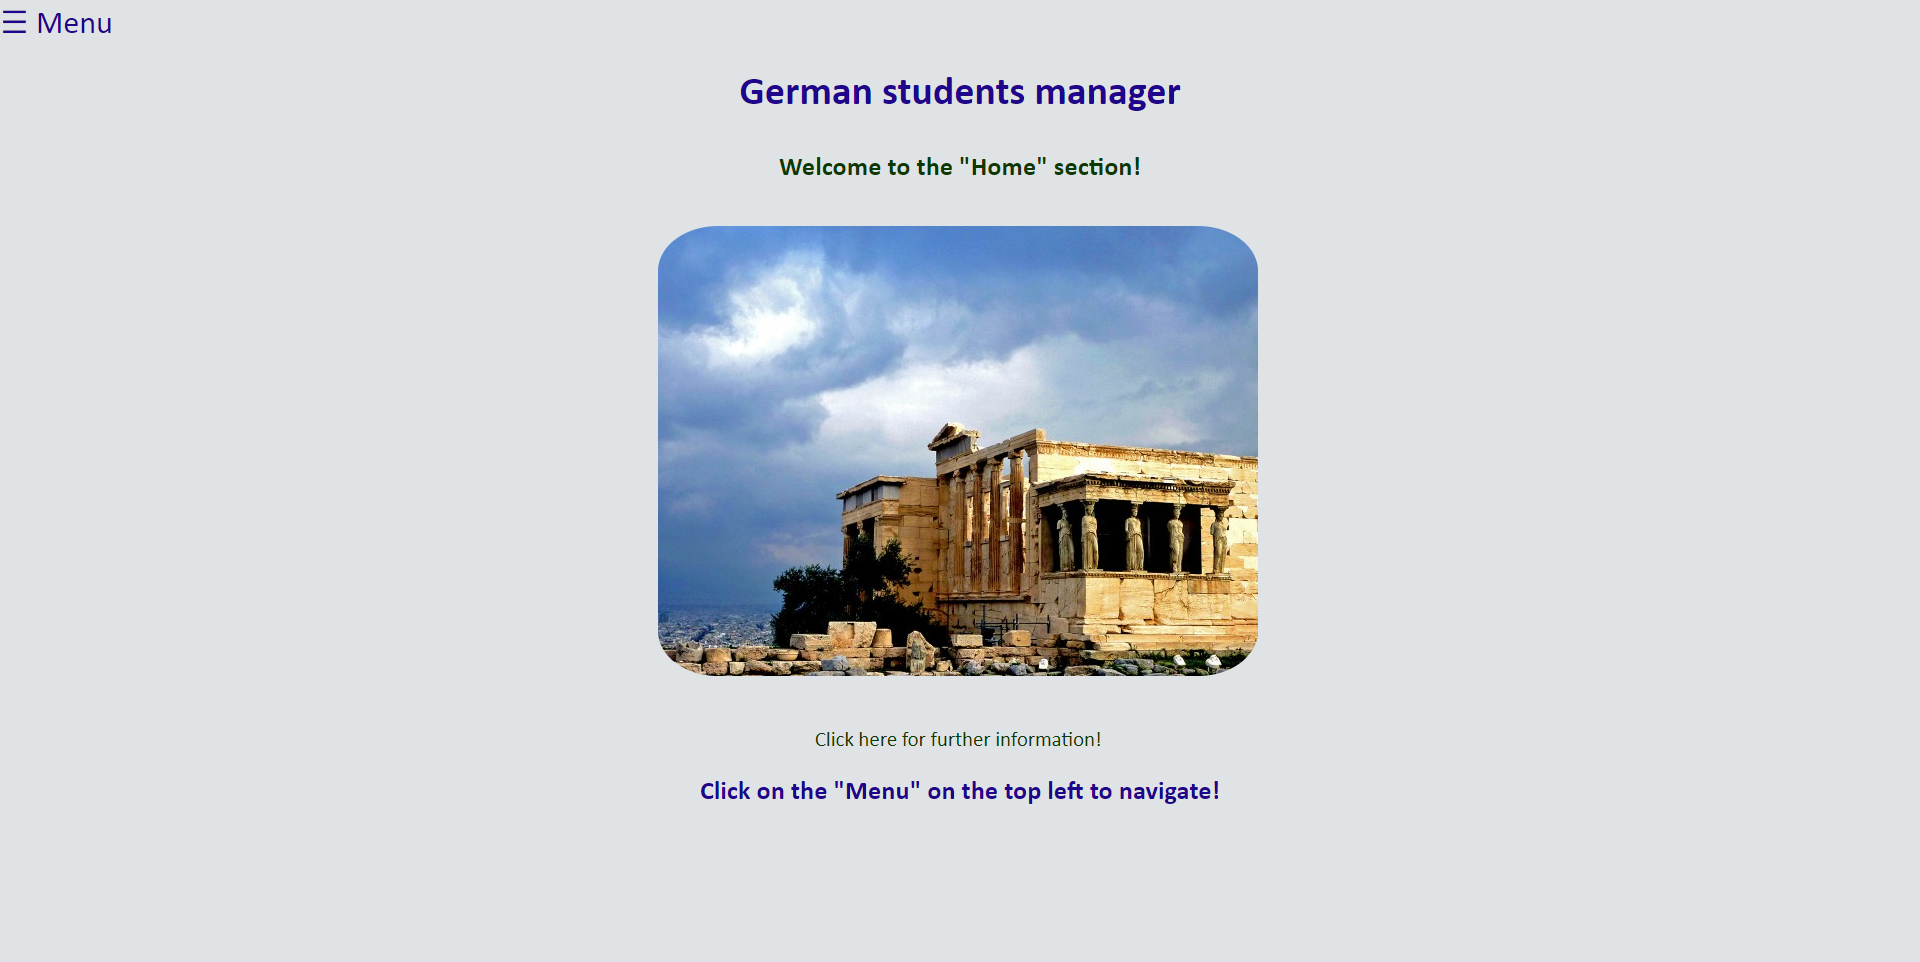 ☰ Menu
German students manager
Welcome to the "Home" section!
Click here for further information!
Click on the "Menu" on the top left to navigate!